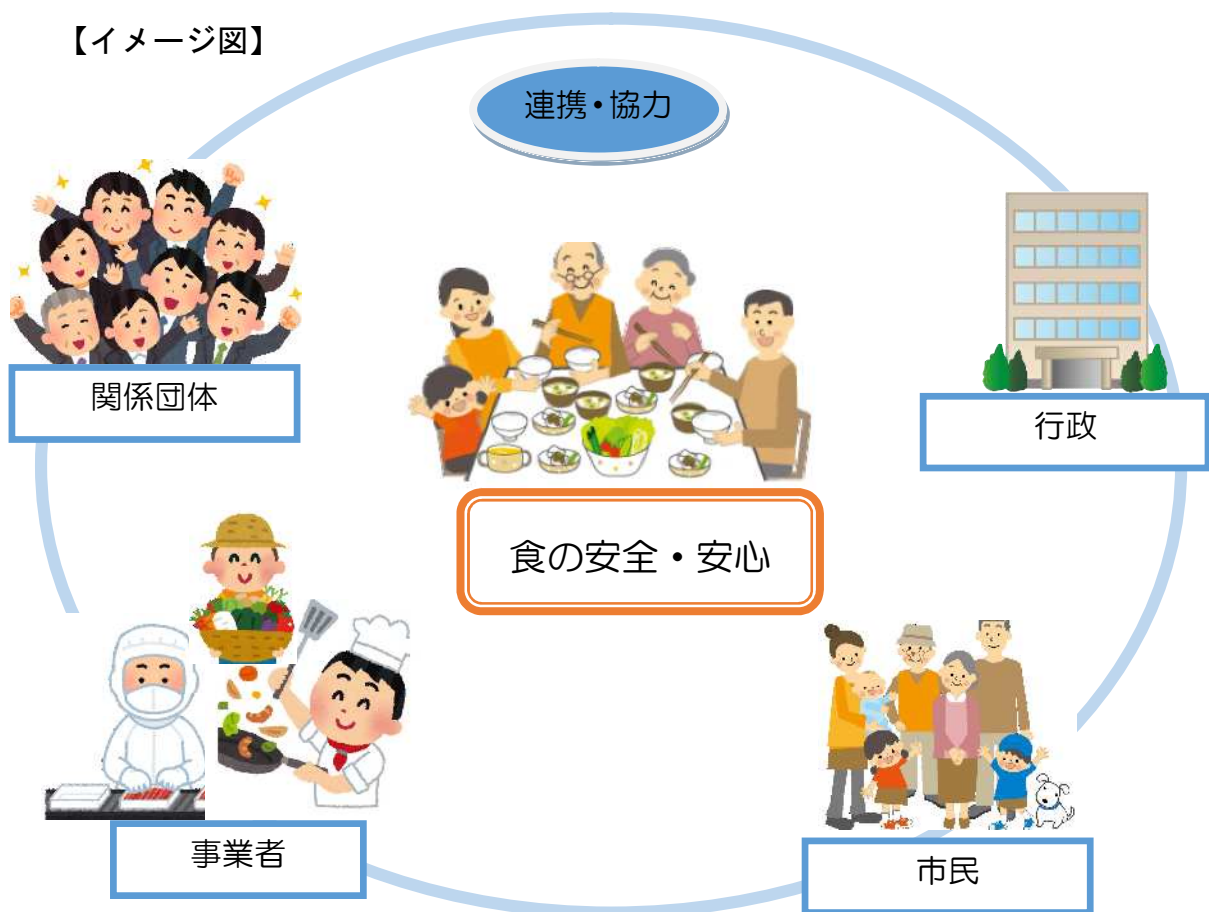 【イメージ図】
連携・協力
関係団体
行政
食の安全・安心
事業者
市民